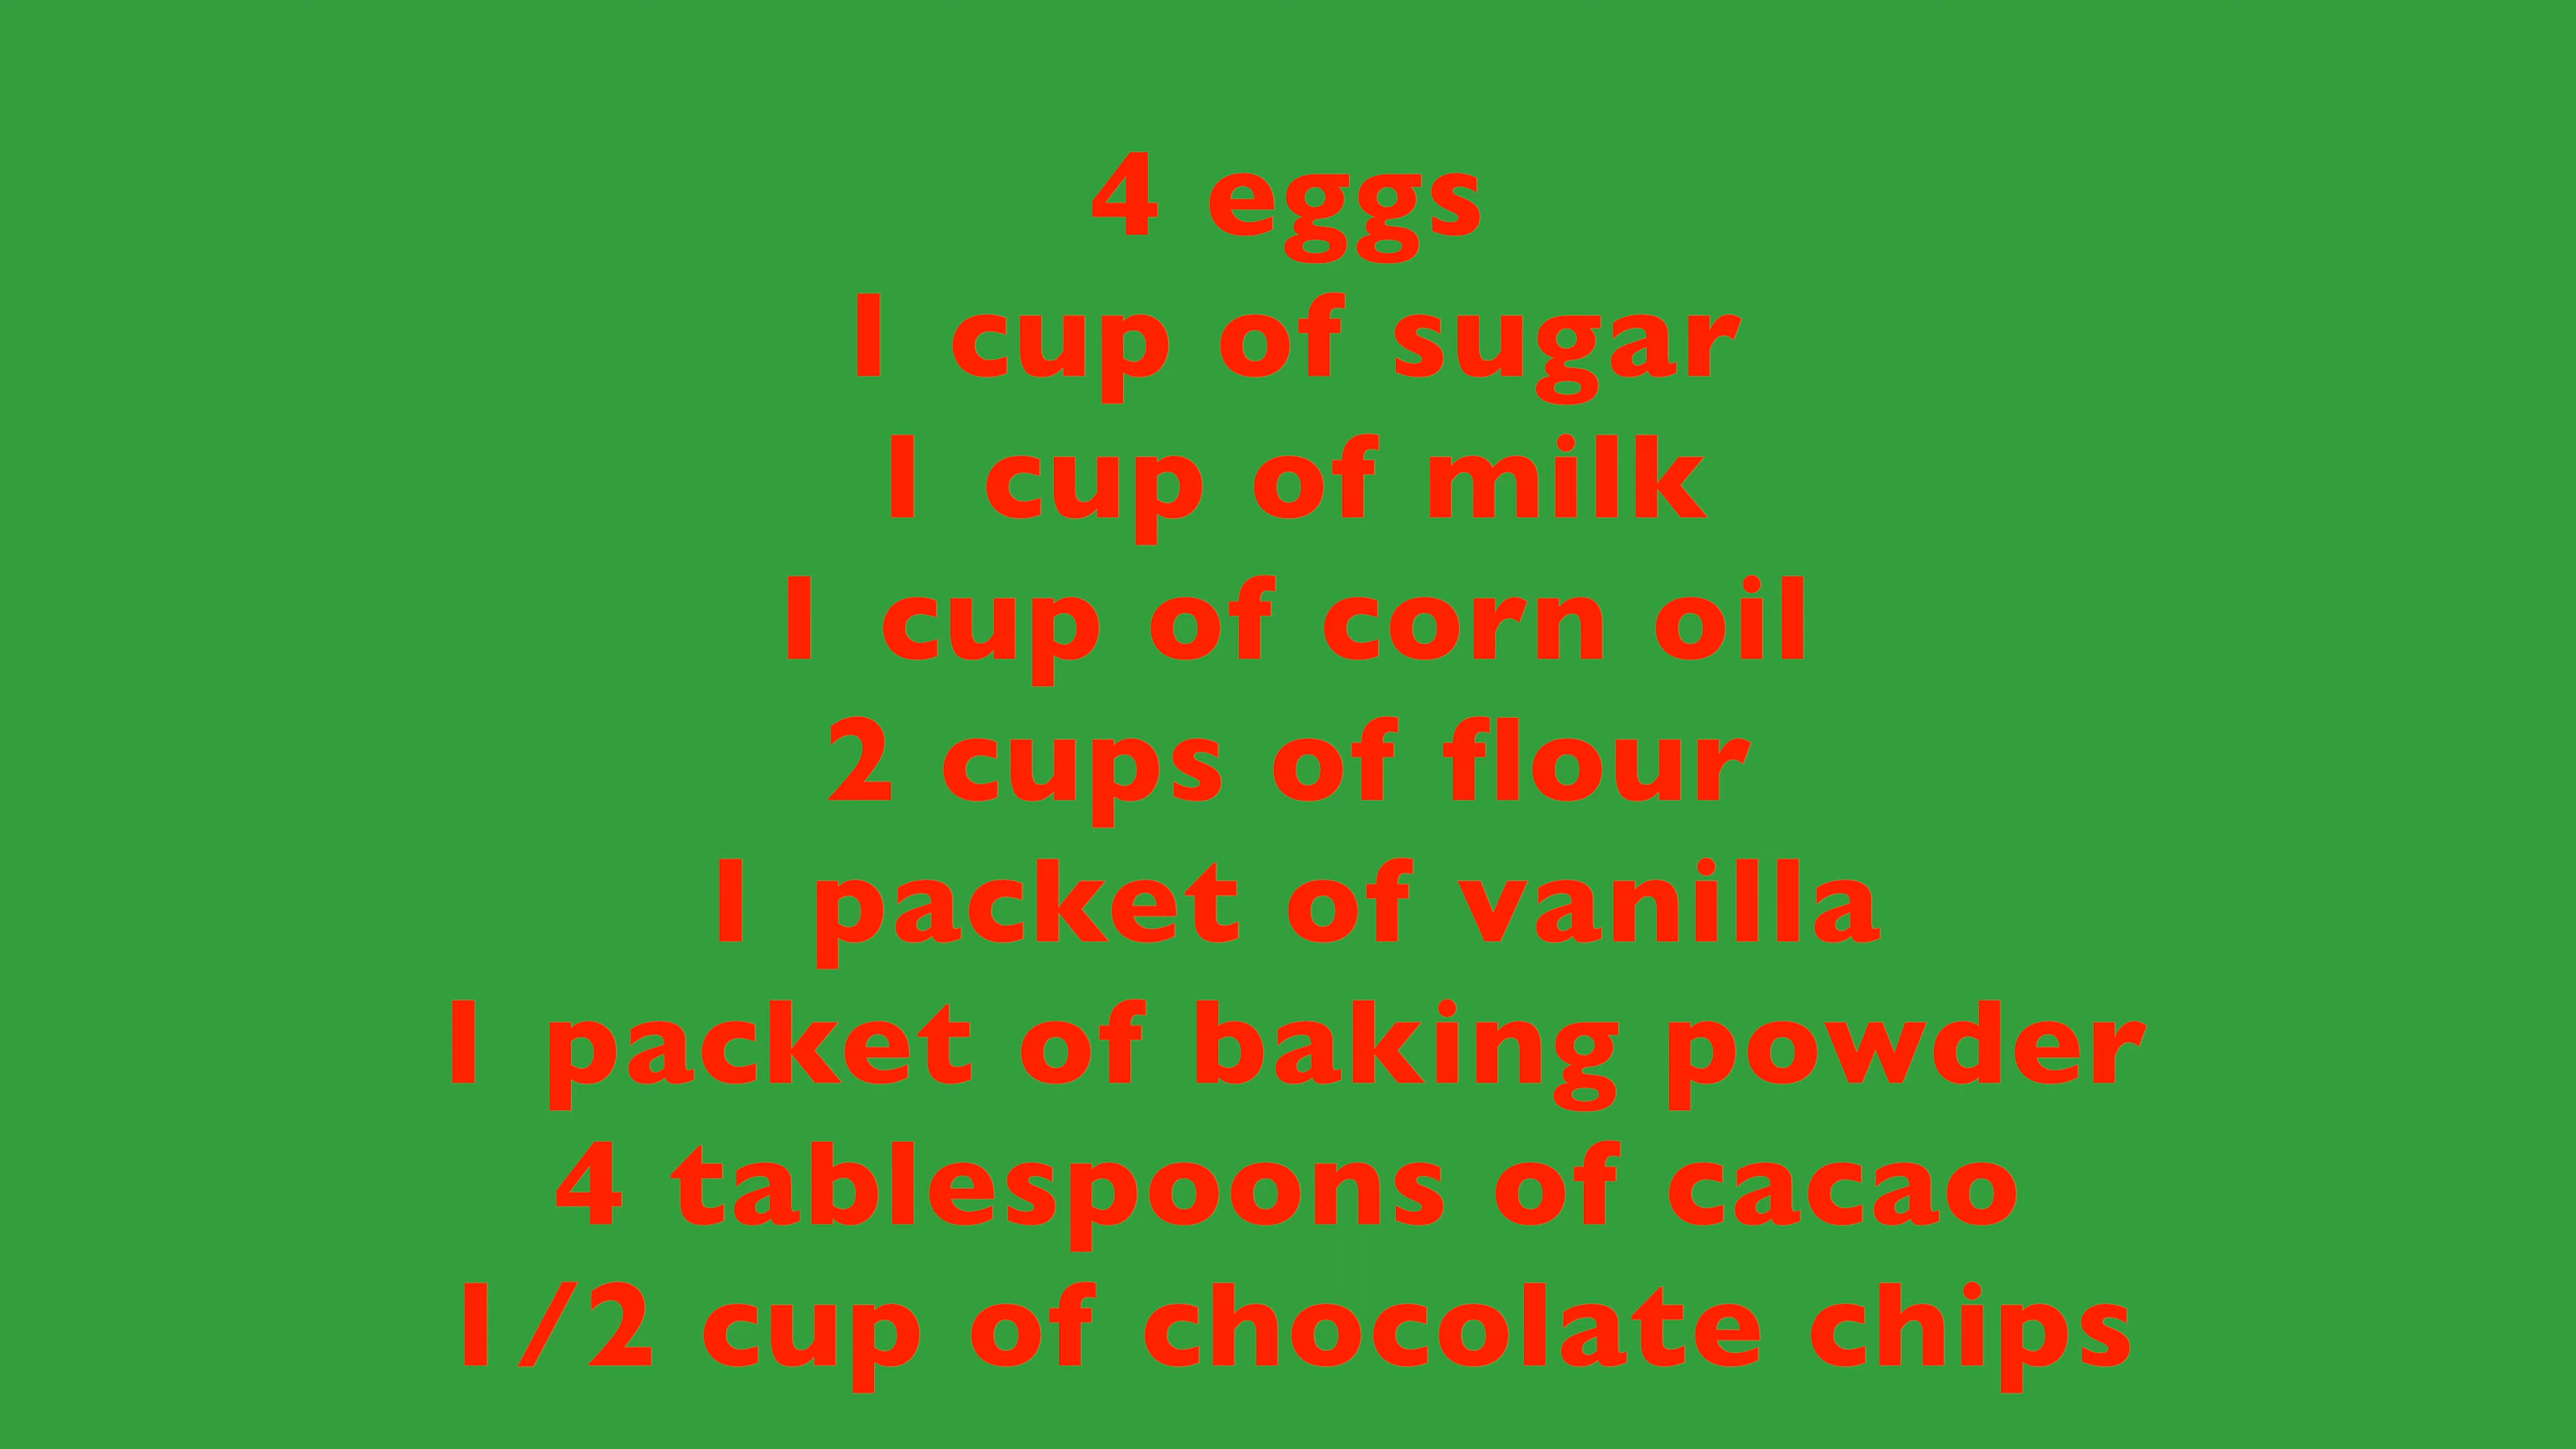 4 eggs
1 cup of sugar
1 cup of milk
1 cup of corn oil
2 cups of flour
1 packet of vanilla
1 packet of baking powder
4 tablespoons of cacao
1/2 cup of chocolate chips